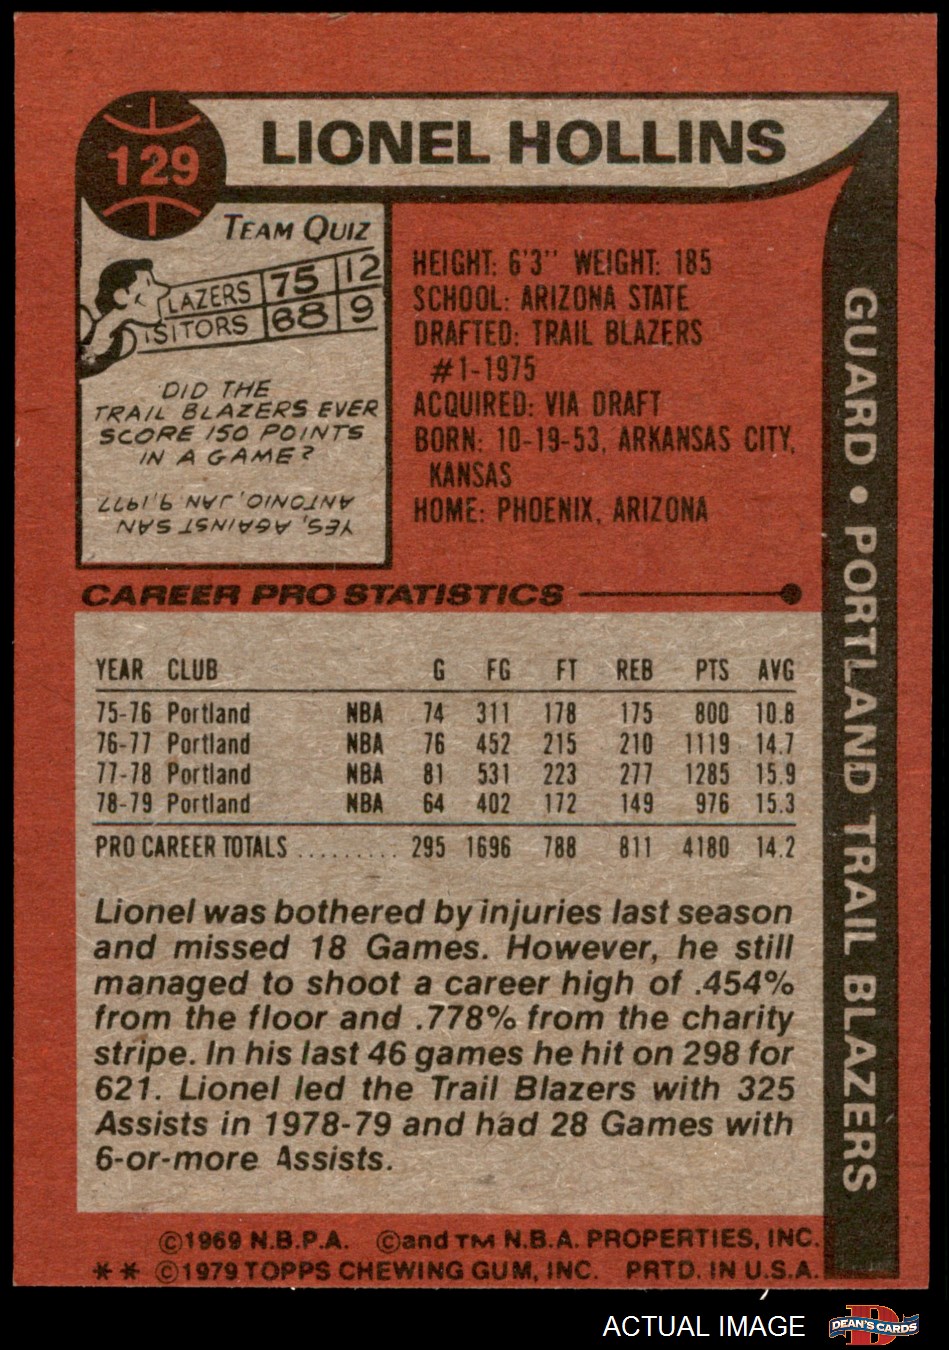 129
LIONEL HOLLINS
TEAM QUIZ
LAZERS 75 12
ISITORS 68 9
DID THE
TRAIL BLAZERS EVER
SCORE 150 POINTS
IN A GAME?
YES, AGAINST SAN
ANTONIO, JAN 9, 1977
HEIGHT: 6'3" WEIGHT: 185
SCHOOL: ARIZONA STATE
DRAFTED: TRAIL BLAZERS
#1-1975
ACQUIRED: VIA DRAFT
BORN: 10-19-53, ARKANSAS CITY,
KANSAS
HOME: PHOENIX, ARIZONA
GUARD • PORTLAND TRAIL BLAZERS
CAREER PRO STATISTICS
YEAR CLUB G FG FT REB PTS AVG
75-76 Portland NBA 74 311 178 175 800 10.8
76-77 Portland NBA 76 452 215 210 1119 14.7
77-78 Portland NBA 81 531 223 277 1285 15.9
78-79 Portland NBA 64 402 172 149 976 15.3
PRO CAREER TOTALS .......... 295 1696 788 811 4180 14.2
Lionel was bothered by injuries last season
and missed 18 Games. However, he still
managed to shoot a career high of .454%
from the floor and .778% from the charity
stripe. In his last 46 games he hit on 298 for
621. Lionel led the Trail Blazers with 325
Assists in 1978-79 and had 28 Games with
6-or-more Assists.
©1969 N.B.P.A. ©and TM N.B.A. PROPERTIES, INC.
** ©1979 TOPPS CHEWING GUM, INC. PRTD. IN U.S.A.
ACTUAL IMAGE
D
DEAN'S CARDS